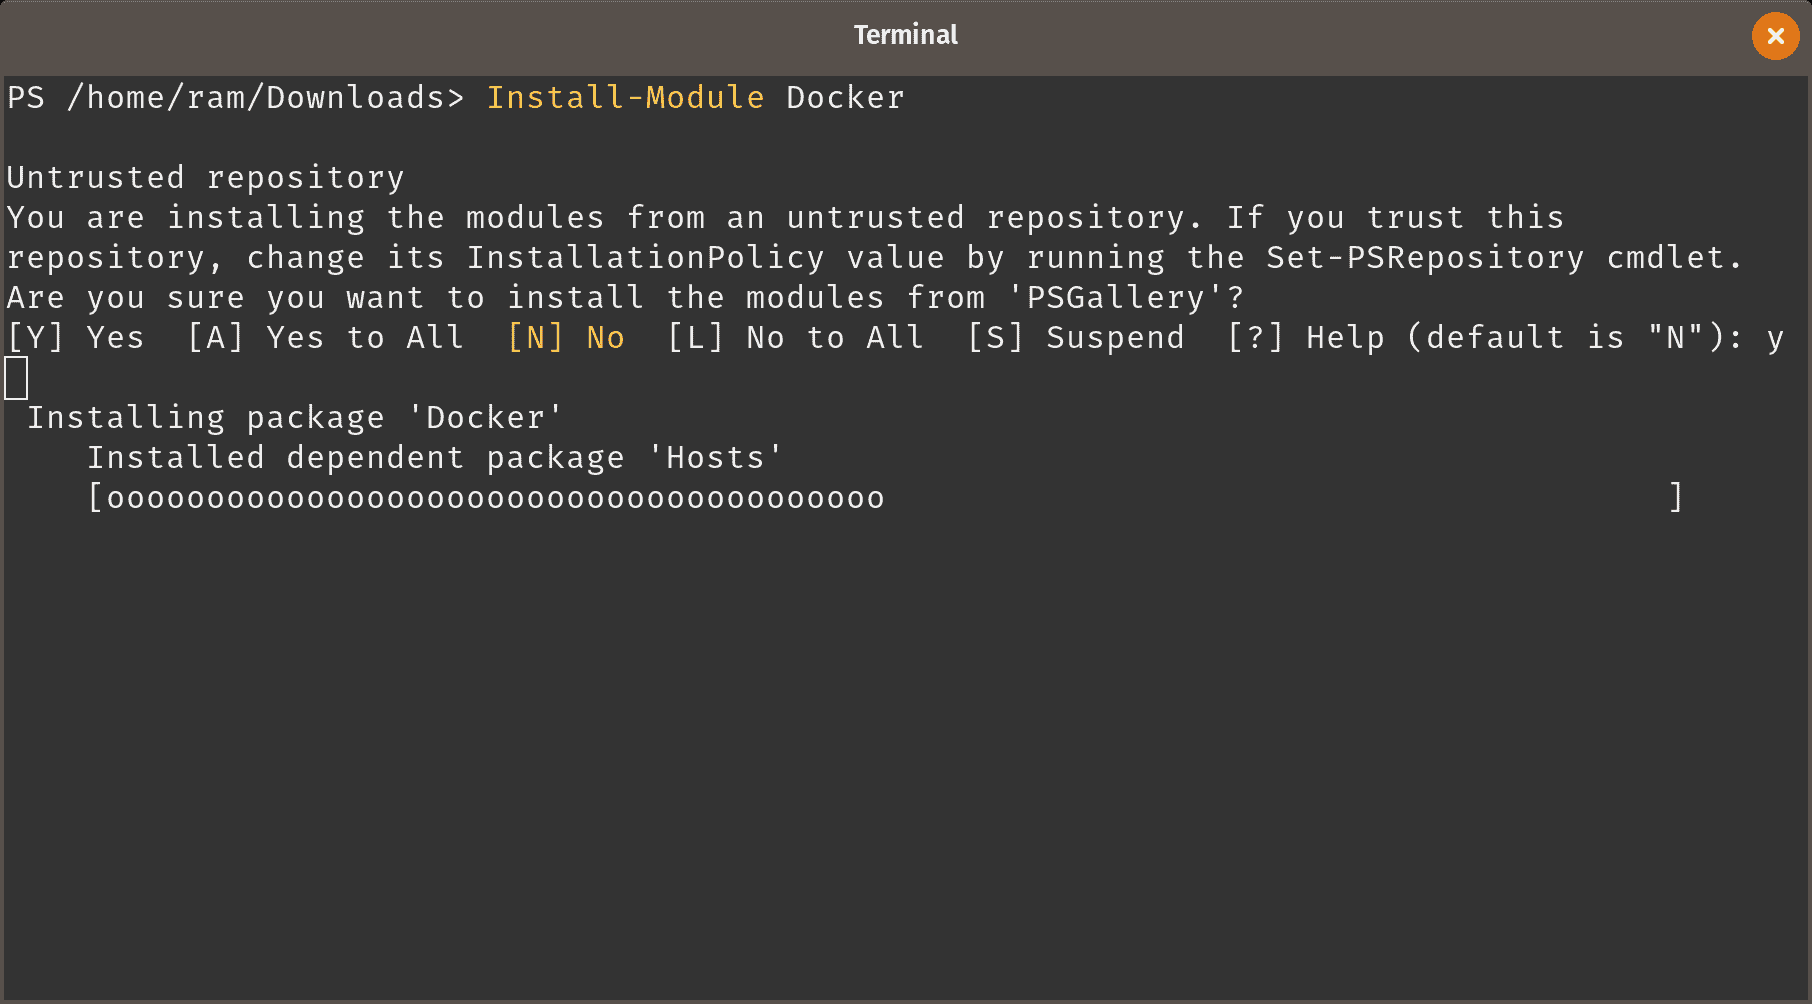 Terminal
PS /home/ram/Downloads> Install-Module Docker
Untrusted repository
You are installing the modules from an untrusted repository. If you trust this
repository, change its InstallationPolicy value by running the Set-PSRepository cmdlet.
Are you sure you want to install the modules from 'PSGallery'?
[Y] Yes  [A] Yes to All  [N] No  [L] No to All  [S] Suspend  [?] Help (default is "N"): y
Installing package 'Docker'
Installed dependent package 'Hosts'
[ooooooooooooooooooooooooooooooooooooooo                                       ]